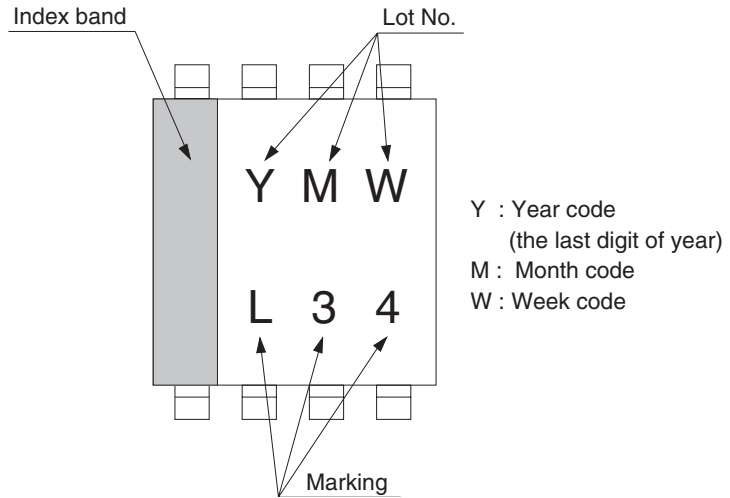 Index band
Lot No.
Y M W
Y : Year code
(the last digit of year)
M : Month code
W : Week code
L 3 4
Marking